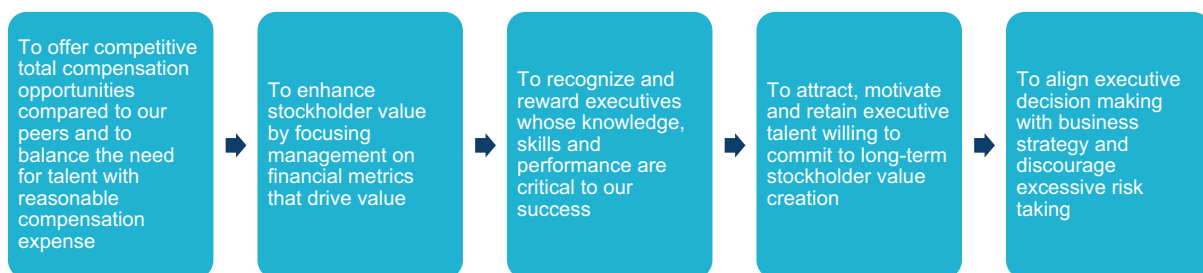 To offer competitive
total compensation
opportunities
compared to our
peers and to
balance the need
for talent with
reasonable
compensation
expense
To enhance
stockholder value
by focusing
management on
financial metrics
that drive value
To recognize and
reward executives
whose knowledge,
skills and
performance are
critical to our
success
To attract, motivate
and retain executive
talent willing to
commit to long-term
stockholder value
creation
To align executive
decision making
with business
strategy and
discourage
excessive risk
taking